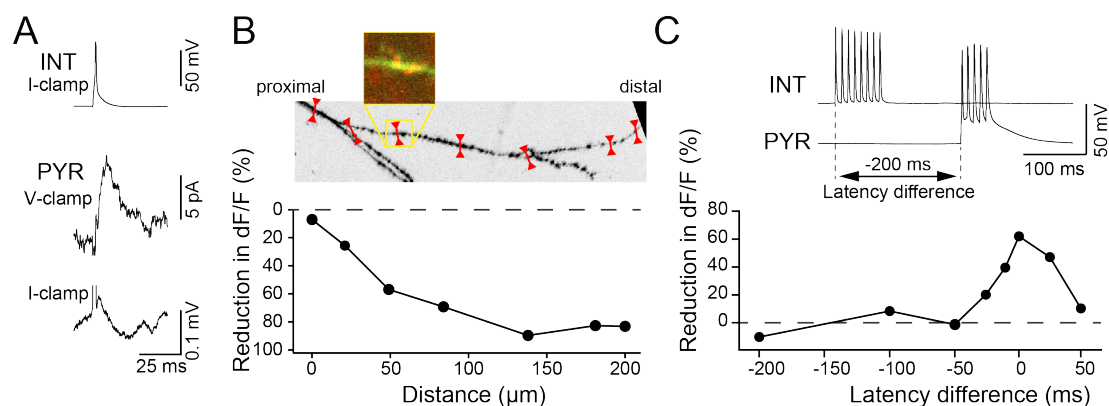 A
INT
I-clamp
50 mV
PYR
V-clamp
5 pA
I-clamp
0.1 mV
25 ms
B
proximal
distal
Reduction in dF/F (%)
0
20
40
60
80
100
0
50
100
150
200
Distance (µm)
C
INT
PYR
50 mV
100 ms
-200 ms
Latency difference
Reduction in dF/F (%)
80
60
40
20
0
-200
-150
-100
-50
0
50
Latency difference (ms)